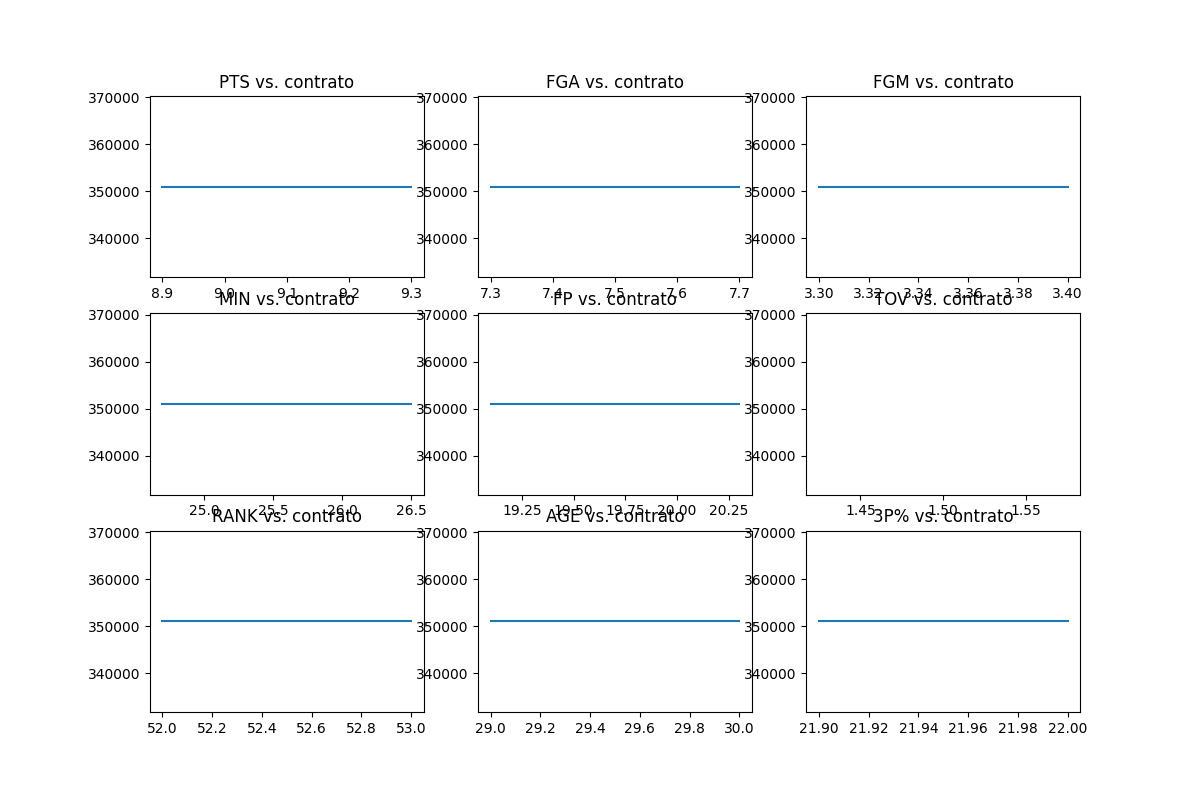 PTS vs. contrato
FGA vs. contrato
FGM vs. contrato
370000 370000 370000
360000 360000 360000
350000 350000 350000
340000 340000 340000
8.9 9.0 9.1 9.2 9.3 7.3 7.4 7.5 7.6 7.7 3.30 3.32 3.34 3.36 3.38 3.40
MIN vs. contrato
FP vs. contrato
TOV vs. contrato
370000 370000 370000
360000 360000 360000
350000 350000 350000
340000 340000 340000
25.0 25.5 26.0 26.5 19.25 19.50 19.75 20.00 20.25 1.45 1.50 1.55
RANK vs. contrato
AGE vs. contrato
3P% vs. contrato
370000 370000 370000
360000 360000 360000
350000 350000 350000
340000 340000 340000
52.0 52.2 52.4 52.6 52.8 53.0 29.0 29.2 29.4 29.6 29.8 30.0 21.90 21.92 21.94 21.96 21.98 22.00